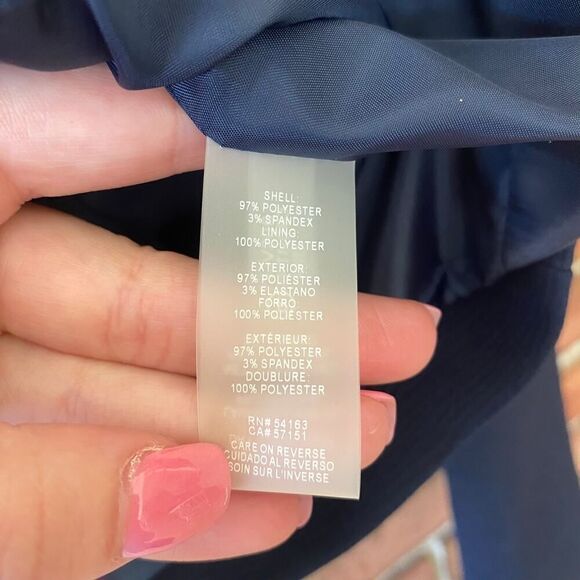 SHELL:
97% POLYESTER
3% SPANDEX
LINING:
100% POLYESTER
EXTERIOR:
97% POLIÉSTER
3% ELASTANO
FORRO:
100% POLIÉSTER
EXTÉRIEUR:
97% POLYESTER
3% SPANDEX
DOUBLURE:
100% POLYESTER
RN# 54163
CA# 57151
CARE ON REVERSE
CUIDADO AL REVERSO
SOIN SUR L'INVERSE